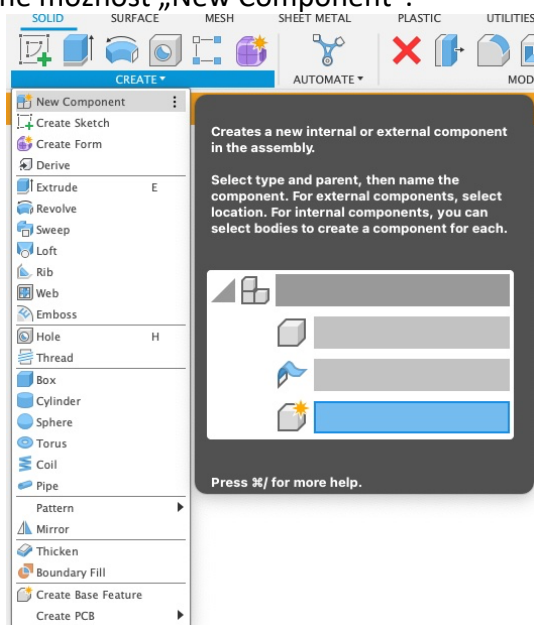 možnost „New Component“.
SOLID SURFACE MESH SHEET METAL PLASTIC UTILITIES
CREATE ▾ AUTOMATE ▾
New Component
Create Sketch
Create Form
Derive
Extrude E
Revolve
Sweep
Loft
Rib
Web
Emboss
Hole H
Thread
Box
Cylinder
Sphere
Torus
Coil
Pipe
Pattern
Mirror
Thicken
Boundary Fill
Create Base Feature
Create PCB
Creates a new internal or external component
in the assembly.
Select type and parent, then name the
component. For external components, select
location. For internal components, you can
select bodies to create a component for each.
Press ⌘/ for more help.